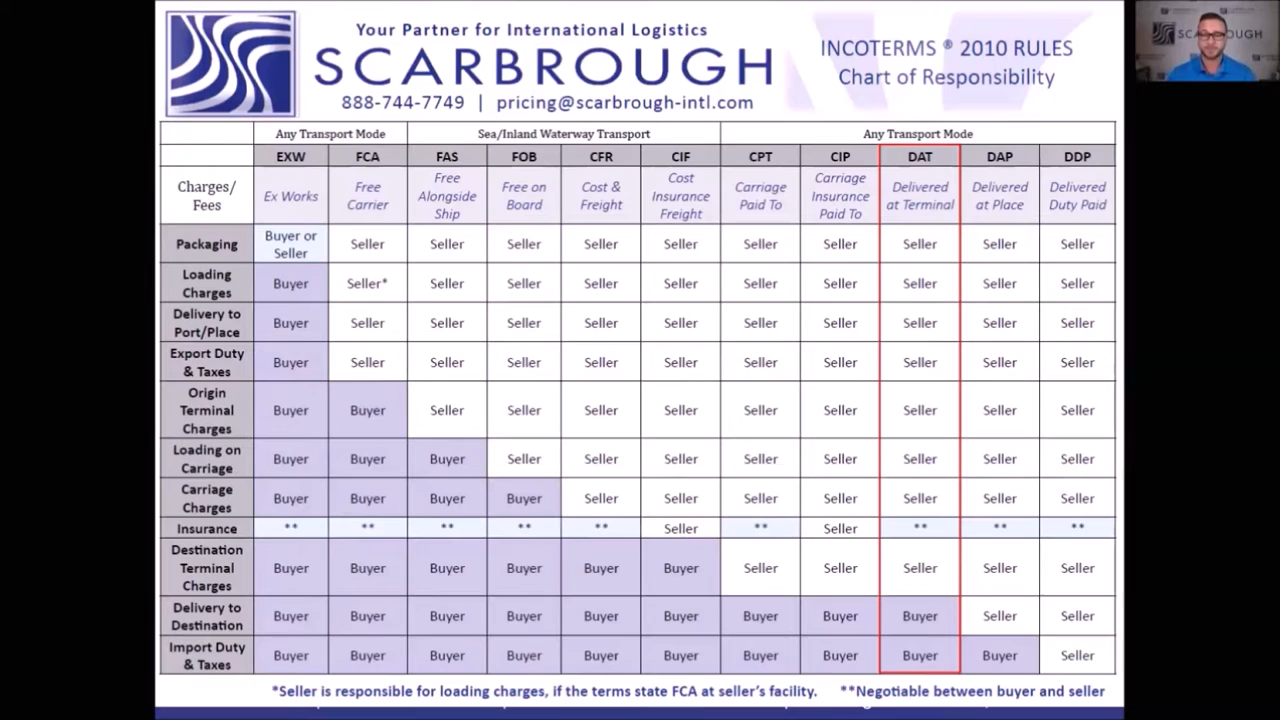 Your Partner for International Logistics
SCARBROUGH
888-744-7749 | pricing@scarbrough-intl.com
INCOTERMS ® 2010 RULES
Chart of Responsibility
SCARBROUGH
Any Transport Mode Sea/Inland Waterway Transport Any Transport Mode
EXW FCA FAS FOB CFR CIF CPT CIP DAT DAP DDP
Charges/ Fees Ex Works Free Carrier Free Alongside Ship Free on Board Cost & Freight Cost Insurance Freight Carriage Paid To Carriage Insurance Paid To Delivered at Terminal Delivered at Place Delivered Duty Paid
Packaging Buyer or Seller Seller Seller Seller Seller Seller Seller Seller Seller Seller Seller
Loading Charges Buyer Seller* Seller Seller Seller Seller Seller Seller Seller Seller Seller
Delivery to Port/Place Buyer Seller Seller Seller Seller Seller Seller Seller Seller Seller Seller
Export Duty & Taxes Buyer Seller Seller Seller Seller Seller Seller Seller Seller Seller Seller
Origin Terminal Charges Buyer Buyer Seller Seller Seller Seller Seller Seller Seller Seller Seller
Loading on Carriage Buyer Buyer Buyer Seller Seller Seller Seller Seller Seller Seller Seller
Carriage Charges Buyer Buyer Buyer Buyer Seller Seller Seller Seller Seller Seller Seller
Insurance ** ** ** ** ** Seller ** Seller ** ** **
Destination Terminal Charges Buyer Buyer Buyer Buyer Buyer Buyer Seller Seller Seller Seller Seller
Delivery to Destination Buyer Buyer Buyer Buyer Buyer Buyer Buyer Buyer Buyer Seller Seller
Import Duty & Taxes Buyer Buyer Buyer Buyer Buyer Buyer Buyer Buyer Buyer Buyer Seller
*Seller is responsible for loading charges, if the terms state FCA at seller's facility. **Negotiable between buyer and seller